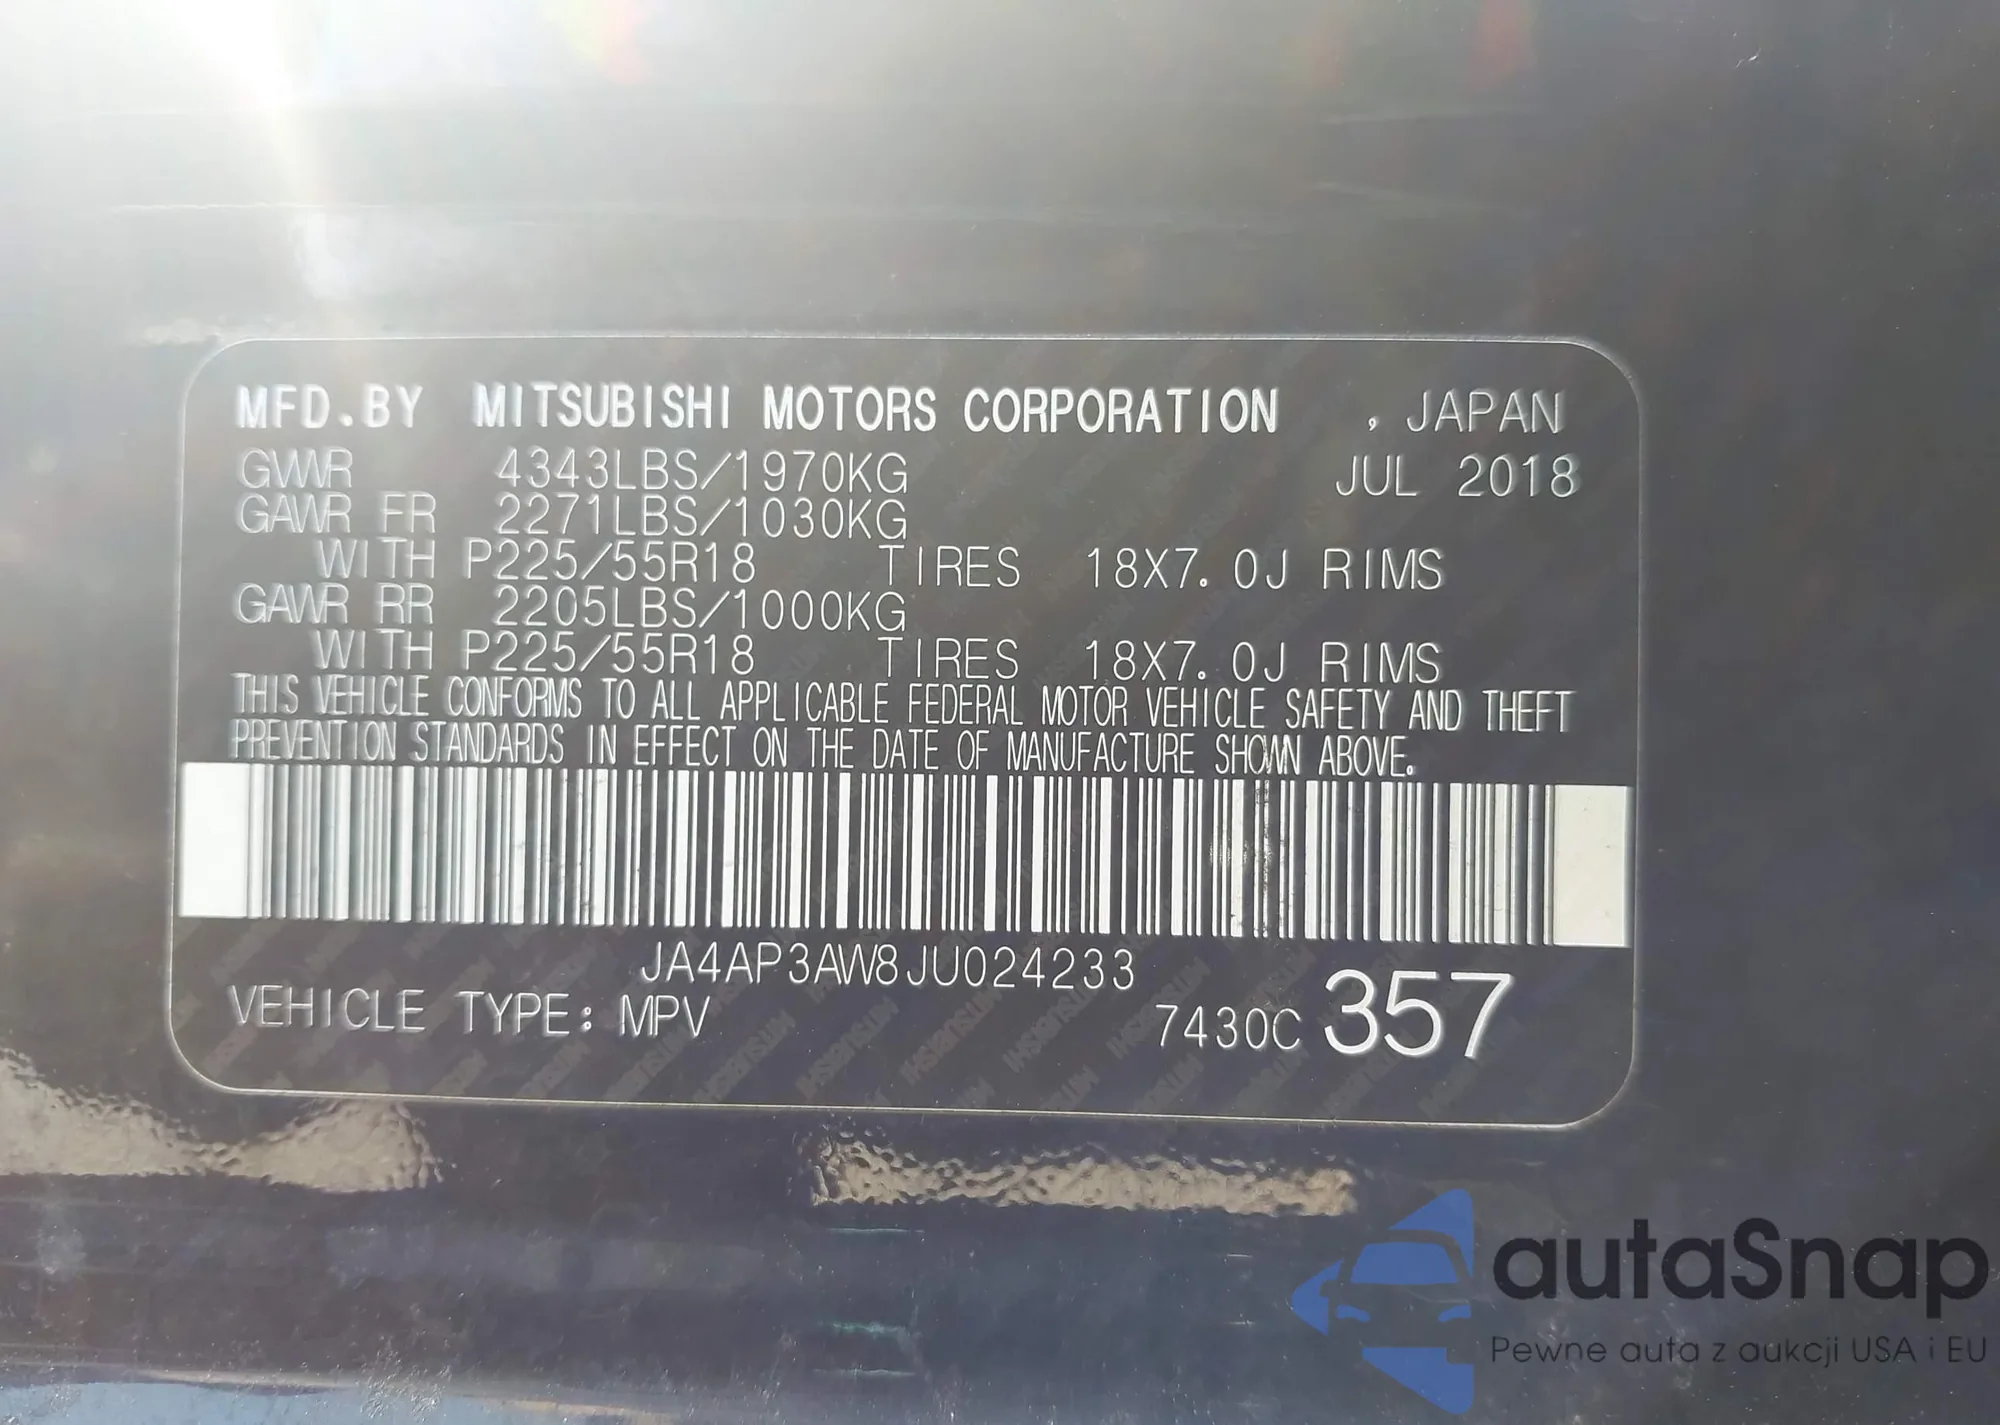 MFD.BY MITSUBISHI MOTORS CORPORATION , JAPAN
GVWR 4343LBS/1970KG JUL 2018
GAWR FR 2271LBS/1030KG
WITH P225/55R18 TIRES 18X7.0J RIMS
GAWR RR 2205LBS/1000KG
WITH P225/55R18 TIRES 18X7.0J RIMS
THIS VEHICLE CONFORMS TO ALL APPLICABLE FEDERAL MOTOR VEHICLE SAFETY AND THEFT
PREVENTION STANDARDS IN EFFECT ON THE DATE OF MANUFACTURE SHOWN ABOVE.
JA4AP3AW8JU024233
VEHICLE TYPE: MPV 7430C 357
autaSnap
Pewne auta z aukcji USA i EU